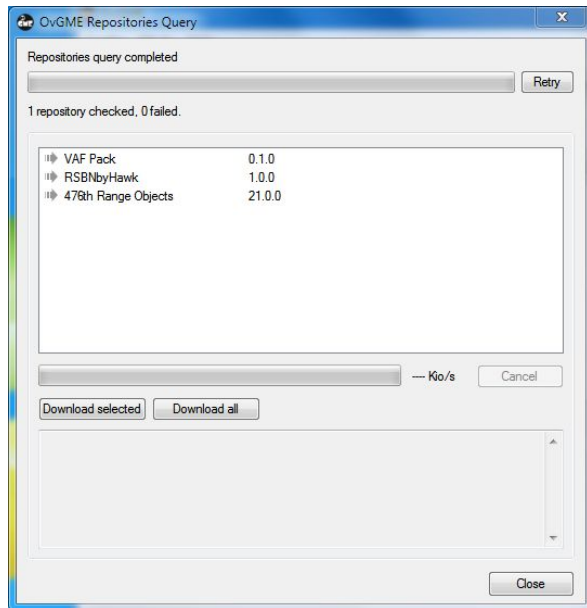 OvGME Repositories Query
Repositories query completed
Retry
1 repository checked, 0 failed.
VAF Pack 0.1.0
RSBNbyHawk 1.0.0
476th Range Objects 21.0.0
--- Kio/s Cancel
Download selected Download all
Close